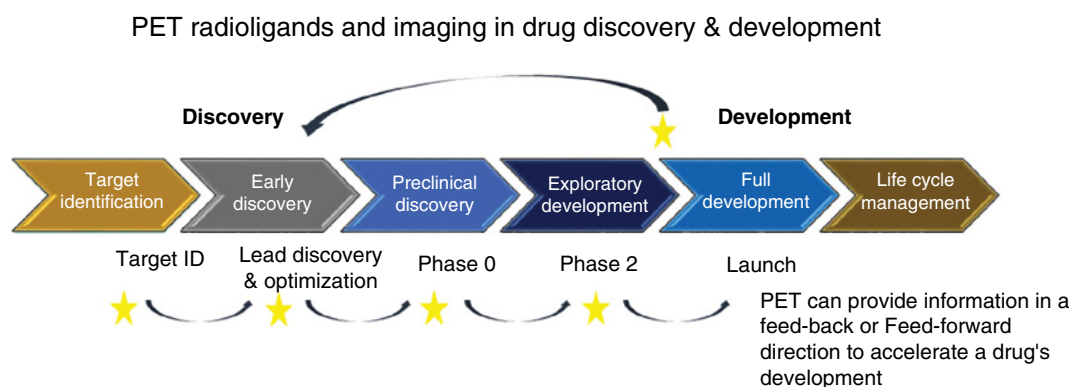 PET radioligands and imaging in drug discovery & development
Discovery
Development
Target
identification
Early
discovery
Preclinical
discovery
Exploratory
development
Full
development
Life cycle
management
Target ID
Lead discovery
& optimization
Phase 0
Phase 2
Launch
PET can provide information in a
feed-back or Feed-forward
direction to accelerate a drug's
development